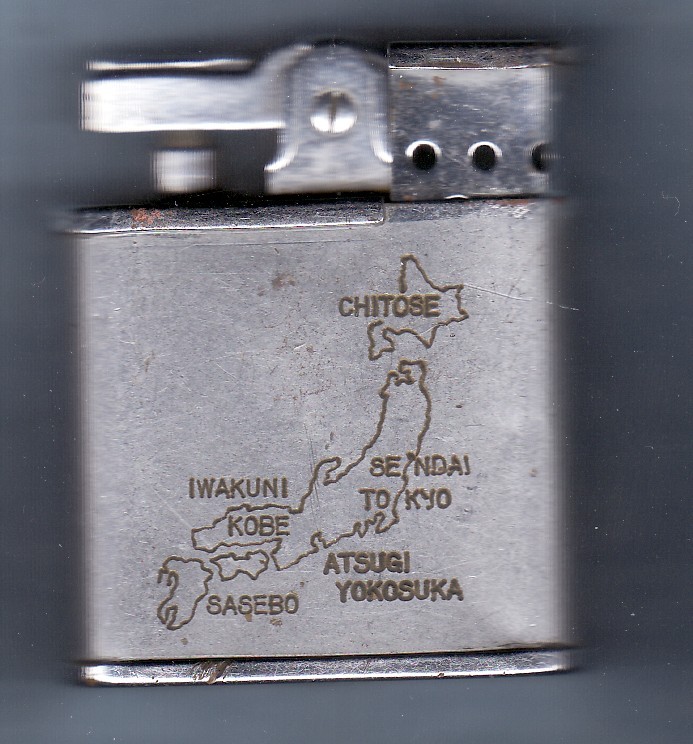 CHITOSE
SENDAI
IWAKUNI
TOKYO
KOBE
ATSUGI
YOKOSUKA
SASEBO